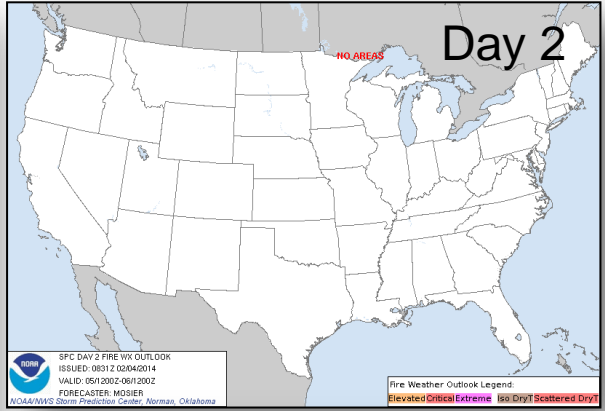 Day 2
NO AREAS
NOAA
SPC DAY 2 FIRE WX OUTLOOK
ISSUED: 0831Z 02/04/2014
VALID: 05/1200Z-06/1200Z
FORECASTER: MOSIER
NOAA/NWS Storm Prediction Center, Norman, Oklahoma
Fire Weather Outlook Legend:
Elevated Critical Extreme Iso DryT Scattered DryT